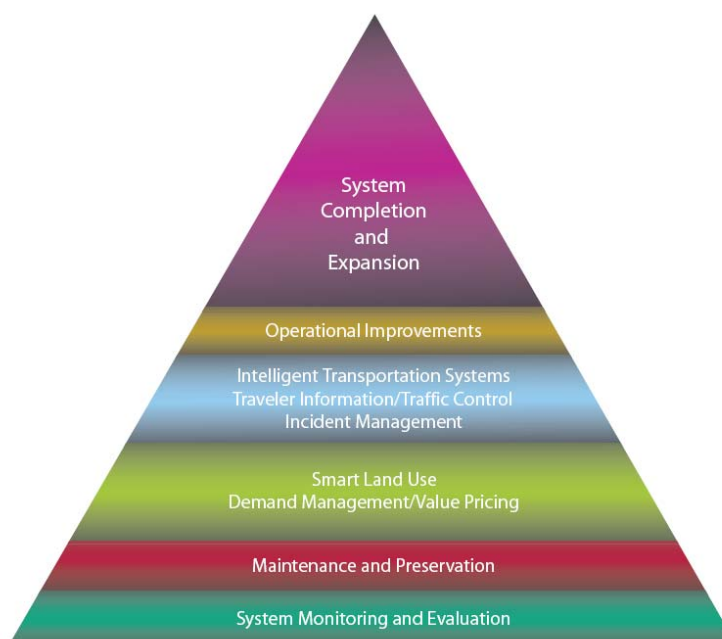 System
Completion
and
Expansion
Operational Improvements
Intelligent Transportation Systems
Traveler Information/Traffic Control
Incident Management
Smart Land Use
Demand Management/Value Pricing
Maintenance and Preservation
System Monitoring and Evaluation